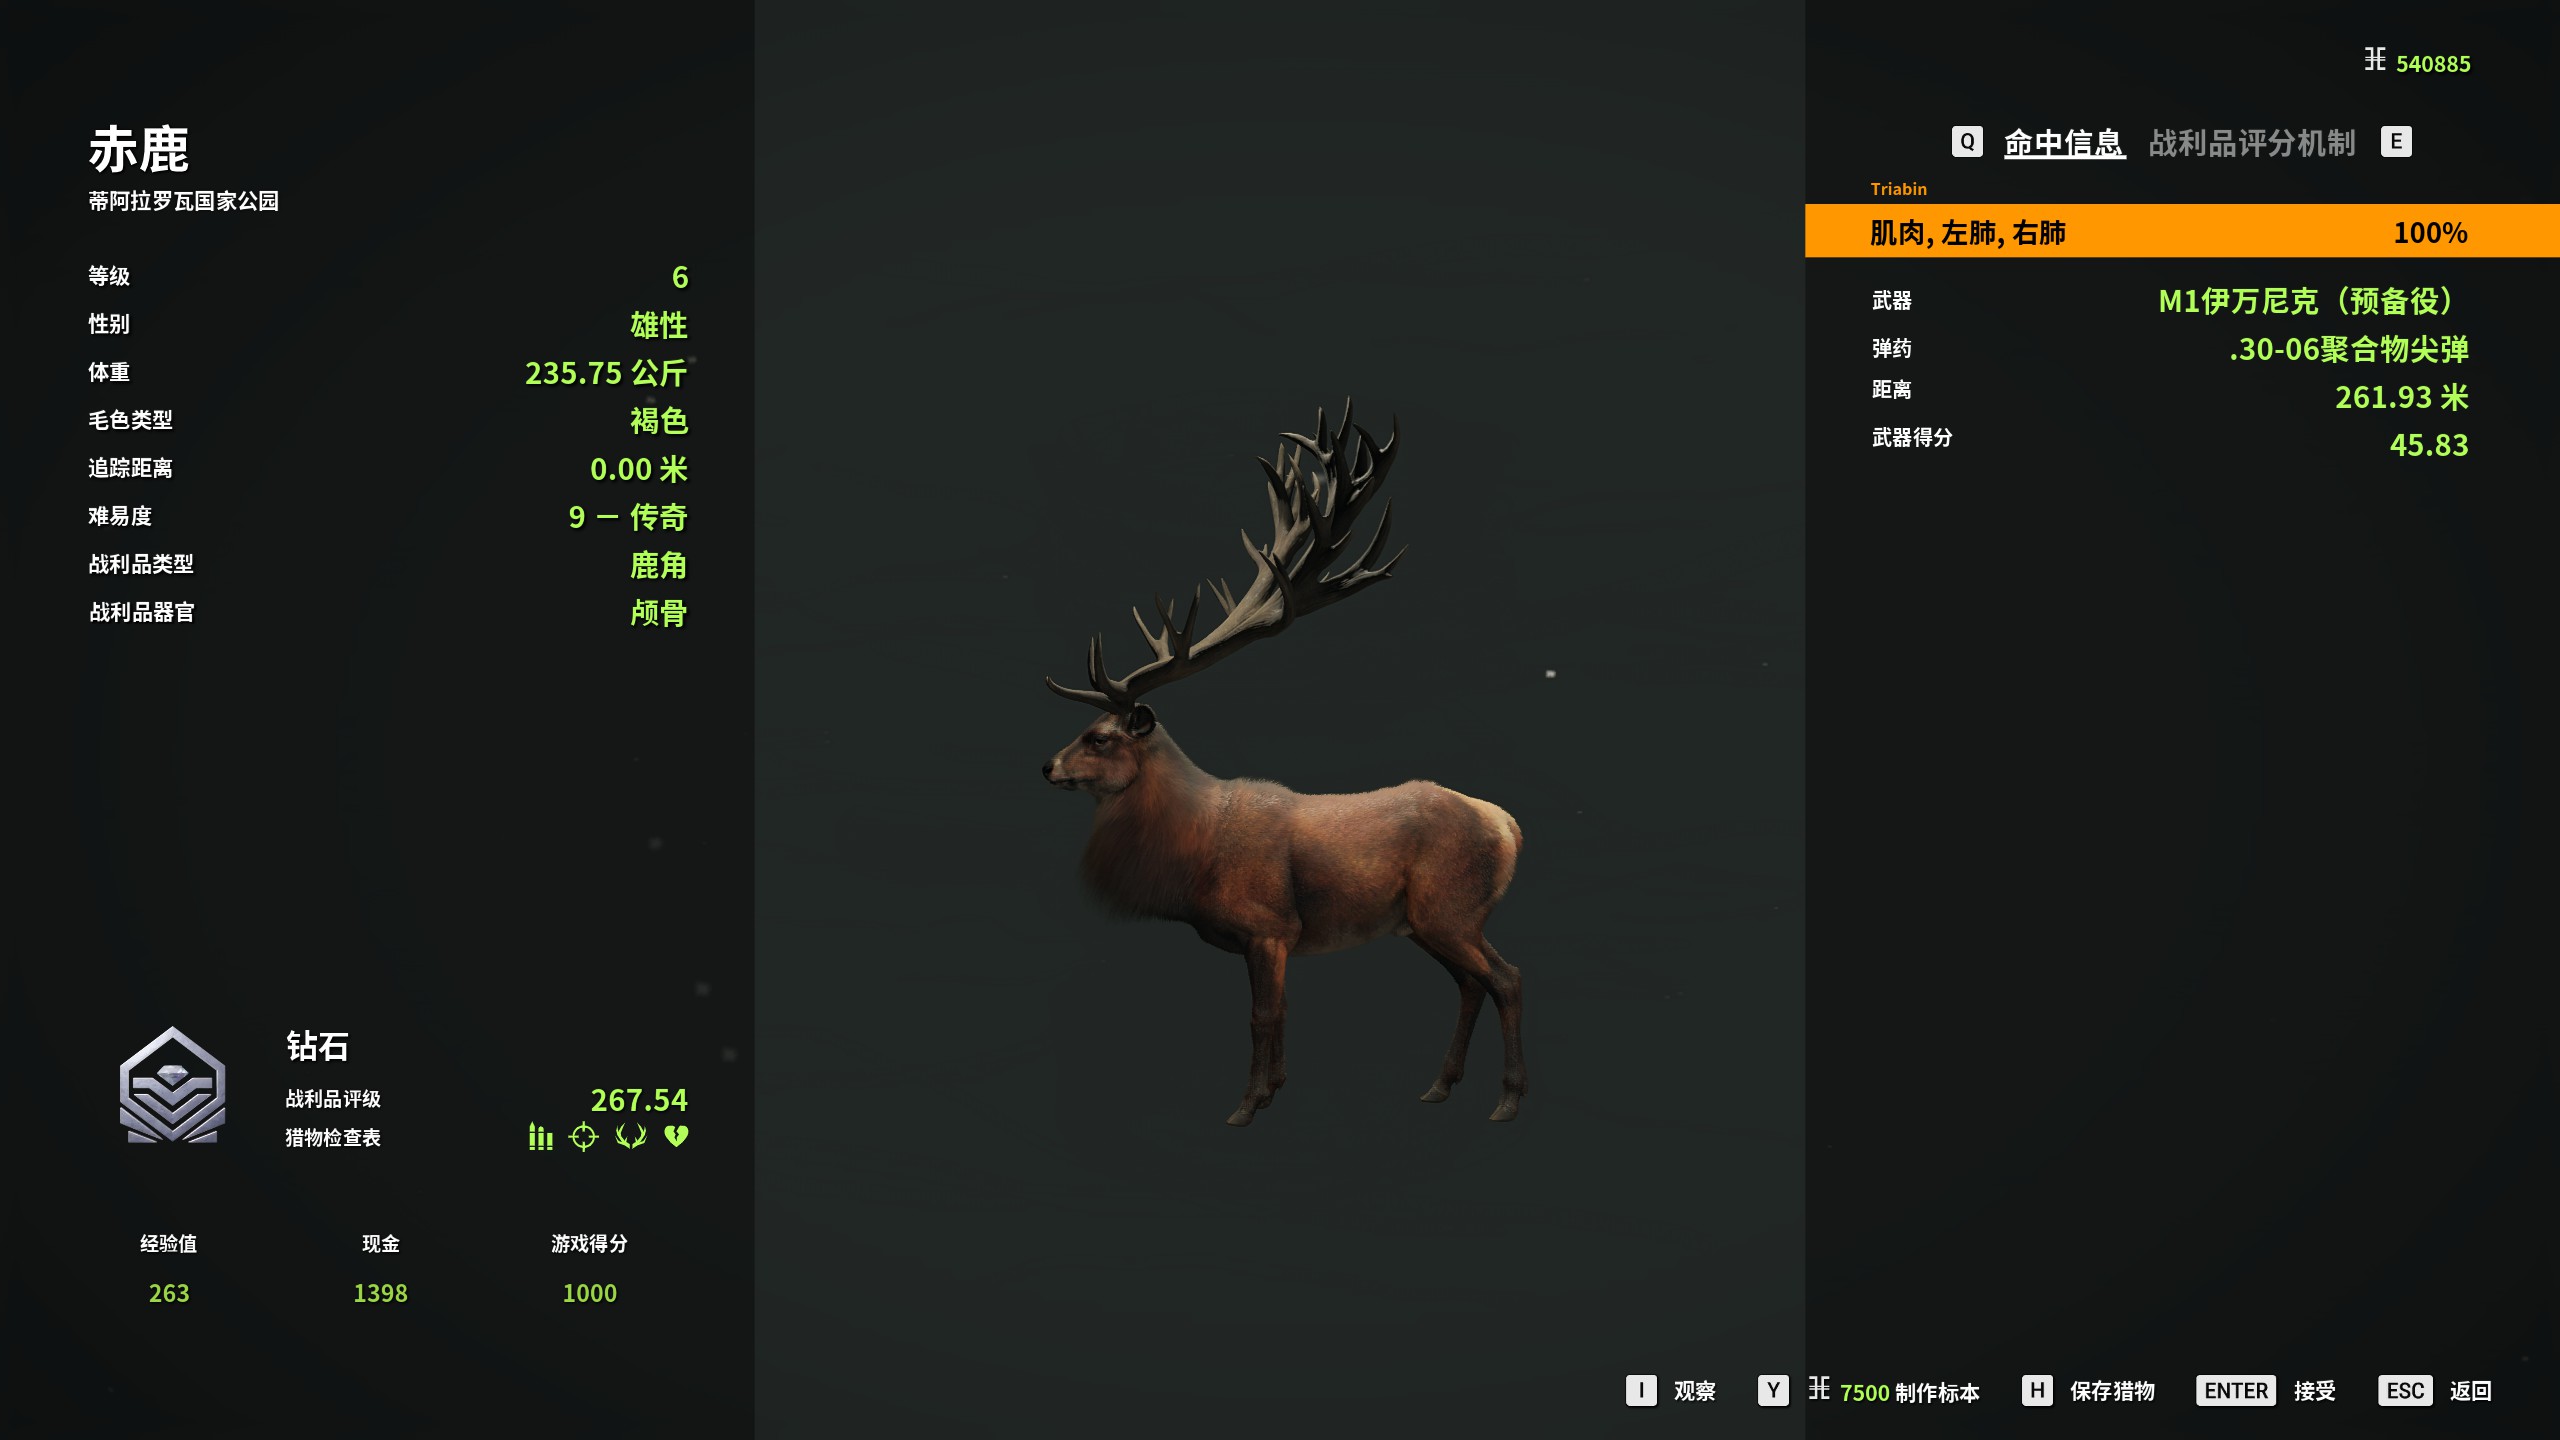 540885
赤鹿
蒂阿拉罗瓦国家公园
等级 6
性别 雄性
体重 235.75 公斤
毛色类型 褐色
追踪距离 0.00 米
难易度 9 － 传奇
战利品类型 鹿角
战利品器官 颅骨
钻石
战利品评级 267.54
猎物检查表
经验值 现金 游戏得分
263 1398 1000
Q 命中信息 战利品评分机制 E
Triabin
肌肉, 左肺, 右肺 100%
武器 M1伊万尼克（预备役）
弹药 .30-06聚合物尖弹
距离 261.93 米
武器得分 45.83
I 观察 Y 7500 制作标本 H 保存猎物 ENTER 接受 ESC 返回